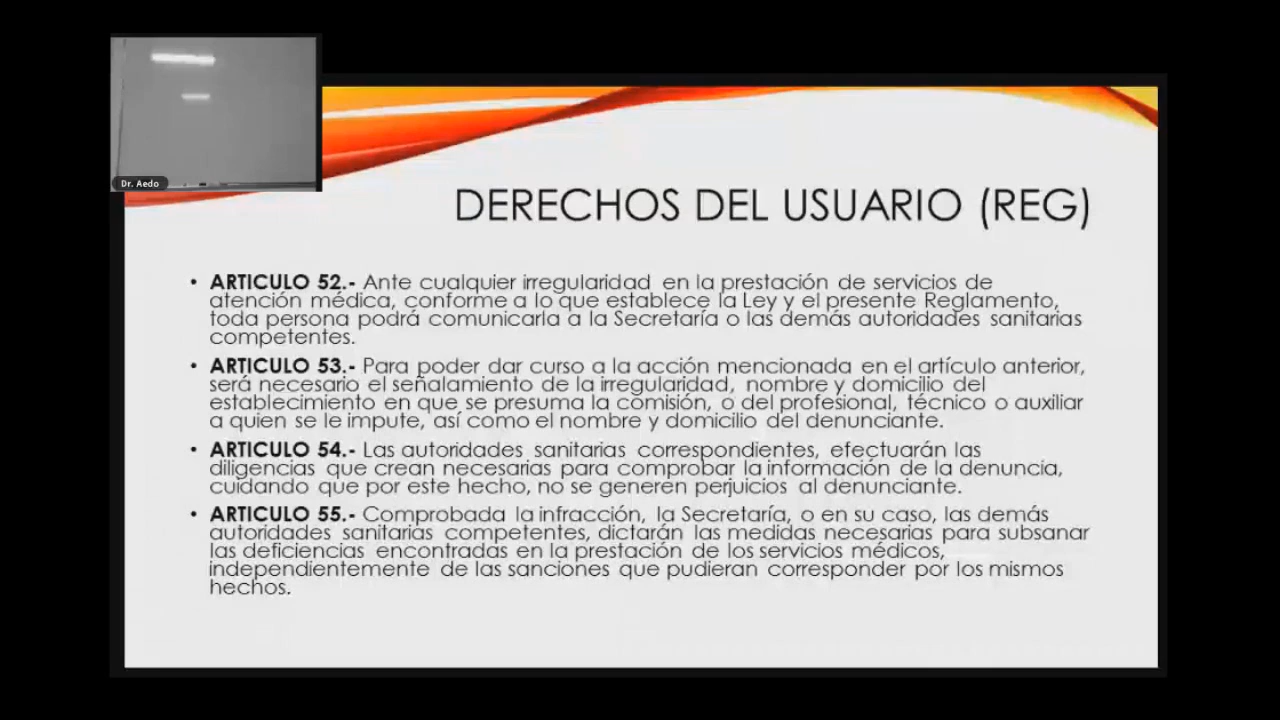 Dr. Aedo
DERECHOS DEL USUARIO (REG)
• ARTICULO 52.- Ante cualquier irregularidad en la prestación de servicios de
atención médica, conforme a lo que establece la Ley y el presente Reglamento,
toda persona podrá comunicarla a la Secretaría o las demás autoridades sanitarias
competentes.
• ARTICULO 53.- Para poder dar curso a la acción mencionada en el artículo anterior,
será necesario el señalamiento de la irregularidad, nombre y domicilio del
establecimiento en que se presuma la comisión, o del profesional, técnico o auxiliar
a quien se le impute, así como el nombre y domicilio del denunciante.
• ARTICULO 54.- Las autoridades sanitarias correspondientes, efectuarán las
diligencias que crean necesarias para comprobar la información de la denuncia,
cuidando que por este hecho, no se generen perjuicios al denunciante.
• ARTICULO 55.- Comprobada la infracción, la Secretaría, o en su caso, las demás
autoridades sanitarias competentes, dictarán las medidas necesarias para subsanar
las deficiencias encontradas en la prestación de los servicios médicos,
independientemente de las sanciones que pudieran corresponder por los mismos
hechos.